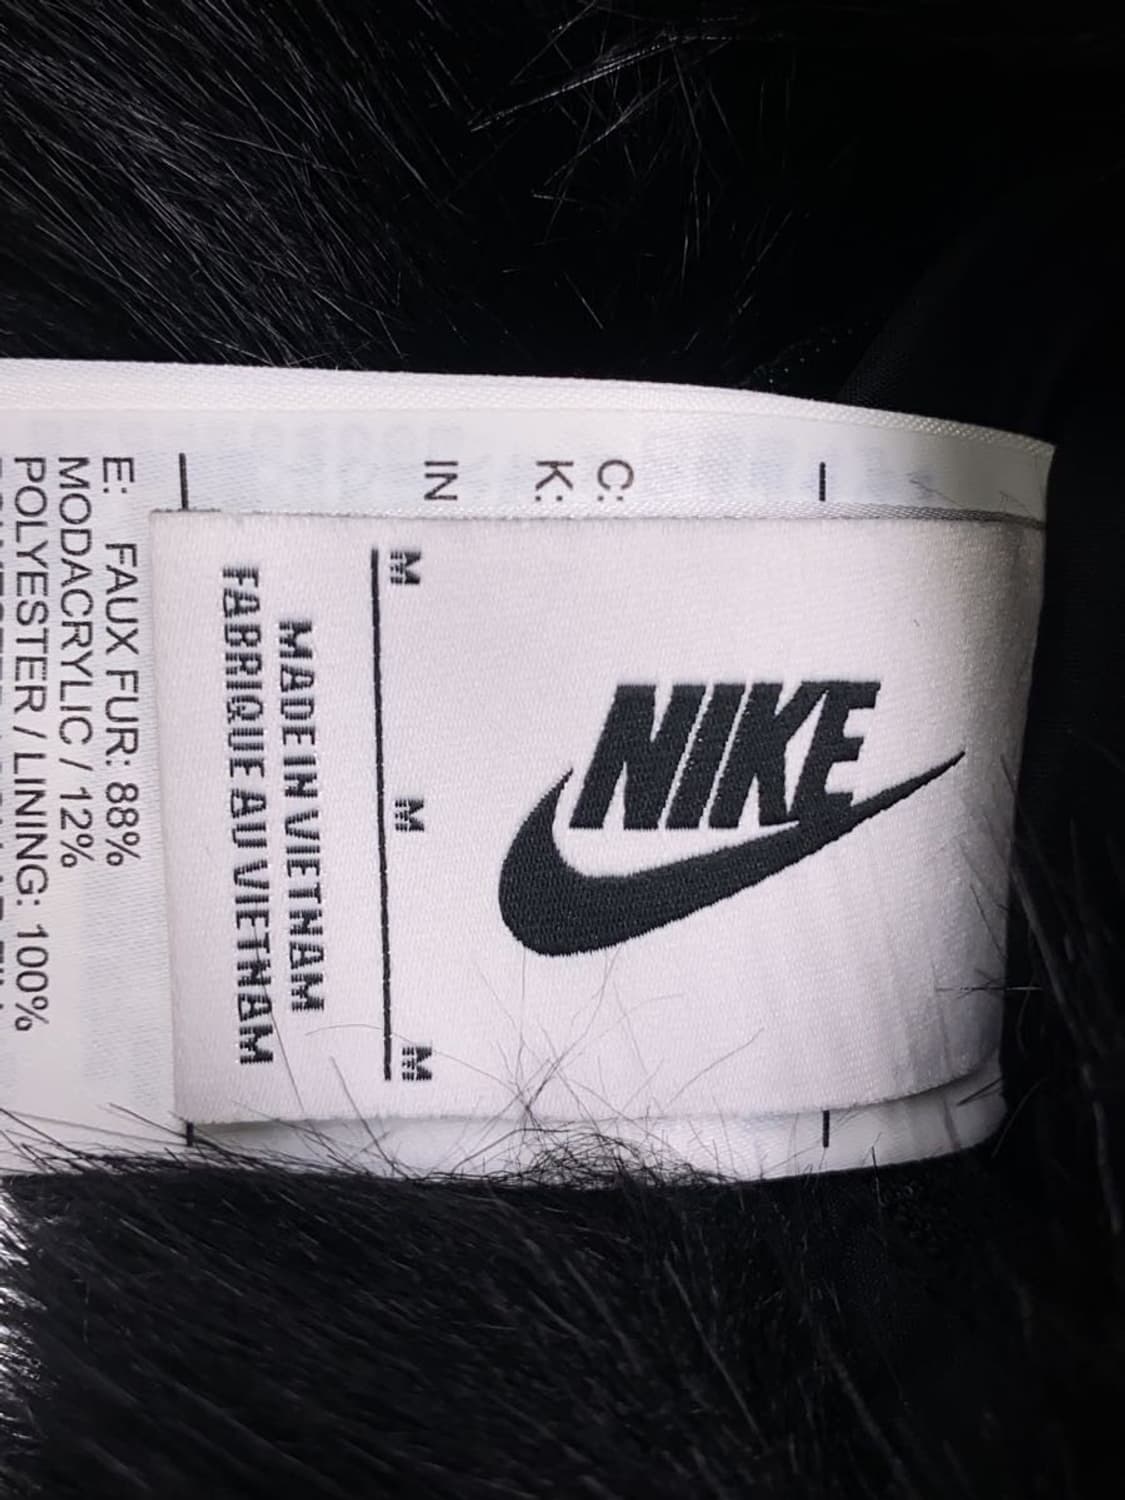 NIKE
M M M
MADE IN VIETNAM
FABRIQUE AU VIETNAM
C:
K:
IN
E: FAUX FUR: 88%
MODACRYLIC / 12%
POLYESTER / LINING: 100%